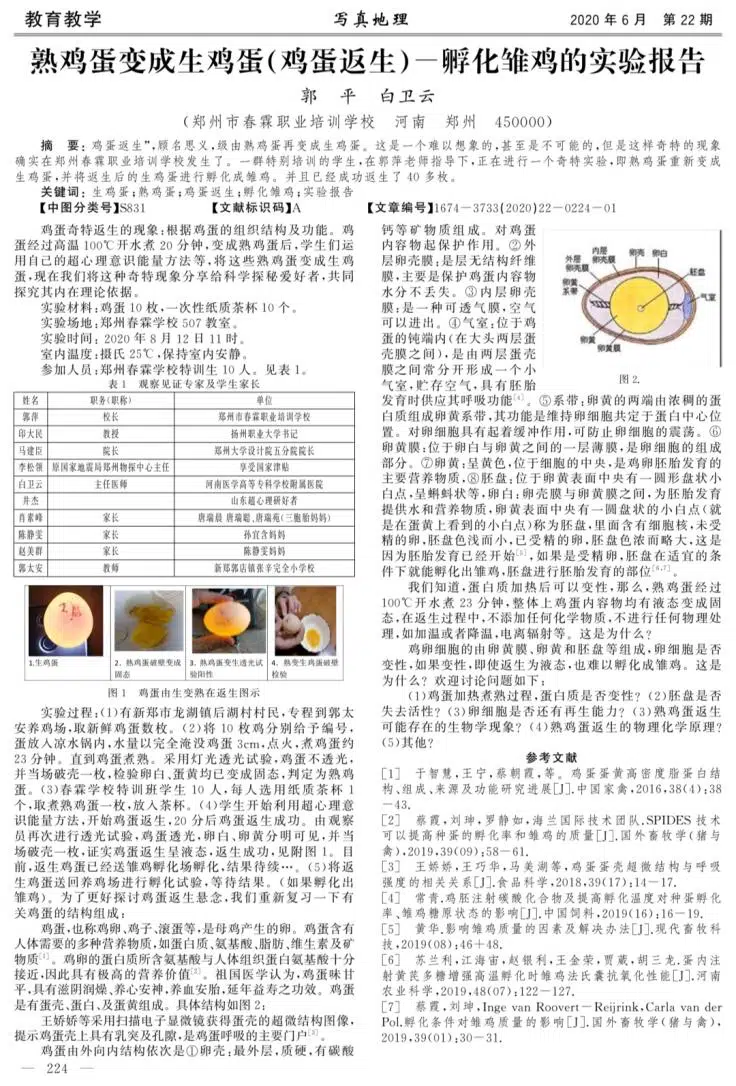 教育教学
写真地理
2020 年 6 月 第 22 期
熟鸡蛋变成生鸡蛋(鸡蛋返生)—孵化雏鸡的实验报告
郭 平 白卫云
(郑州市春霖职业培训学校 河南 郑州 450000)
摘 要: 鸡蛋返生”,顾名思义,级由熟鸡蛋再变成生鸡蛋。这是一个难以想象的,甚至是不可能的,但是这样奇特的现象
确实在郑州春霖职业培训学校发生了。一群特别培训的学生,在郭萍老师指导下,正在进行一个奇特实验,即熟鸡蛋重新变成
生鸡蛋,并将返生后的生鸡蛋进行孵化成雏鸡。并且已经成功返生了 40 多枚。
关键词: 生鸡蛋;熟鸡蛋;鸡蛋返生;孵化雏鸡;实验报告
【中图分类号】S831 【文献标识码】A 【文章编号】1674-3733(2020)22-0224-01
鸡蛋奇特返生的现象:根据鸡蛋的组织结构及功能。鸡
蛋经过高温 100℃开水煮 20 分钟,变成熟鸡蛋后,学生们运
用自己的超心理意识能量方法等,将这些熟鸡蛋变成生鸡
蛋,现在我们将这种奇特现象分享给科学探秘爱好者,共同
探究其内在理论依据。
实验材料:鸡蛋 10 枚,一次性纸质茶杯 10 个。
实验场地:郑州春霖学校 507 教室。
实验时间: 2020 年 8 月 12 日 11 时。
室内温度:摄氏 25℃,保持室内安静。
参加人员:郑州春霖学校特训生 10 人。见表 1。
表 1 观察见证专家及学生家长
姓名 职务(职称) 单位
郭萍 校长 郑州市春霖职业培训学校
印大民 教授 扬州职业大学书记
马建臣 院长 郑州大学设计院五分院院长
李松领 原国家地震局郑州物探中心主任 享受国家津贴
白卫云 主任医师 河南医学高等专科学校附属医院
井杰 山东超心理研好者
肖素峰 家长 唐瑞晨 唐瑞聪、唐瑞苑(三胞胎妈妈)
陈静雯 家长 孙宜含妈妈
赵美群 家长 陈静雯妈妈
郭太安 教师 新郑郭店镇张辛完全小学校
1.生鸡蛋
2. 熟鸡蛋破壁变成
固态
3. 熟鸡蛋变生透光试
验阳性
4. 熟变生鸡蛋破壁
检验
图 1 鸡蛋由生变熟在返生图示
实验过程:(1)有新郑市龙湖镇后湖村村民,专程到郭太
安养鸡场,取新鲜鸡蛋数枚。(2)将 10 枚鸡分别给予编号,
蛋放入凉水锅内,水量以完全淹没鸡蛋 3cm,点火,煮鸡蛋约
23 分钟。直到鸡蛋煮熟。采用灯光透光试验,鸡蛋不透光,
并当场破壳一枚,检验卵白、蛋黄均已变成固态,判定为熟鸡
蛋。(3)春霖学校特训班学生 10 人,每人选用纸质茶杯 1
个,取煮熟鸡蛋一枚,放入茶杯。(4)学生开始利用超心理意
识能量方法,开始鸡蛋返生,20 分后鸡蛋返生成功。由观察
员再次进行透光试验,鸡蛋透光,卵白、卵黄分明可见,并当
场破壳一枚,证实鸡蛋返生呈液态,返生成功,见附图 1。目
前,返生鸡蛋已经送雏鸡孵化场孵化,结果待续…。(5)将返
生鸡蛋送回养鸡场进行孵化试验,等待结果。(如果孵化出
雏鸡)。为了更好探讨鸡蛋返生悬念,我们重新复习一下有
关鸡蛋的结构组成:
鸡蛋,也称鸡卵、鸡子、滚蛋等,是母鸡产生的卵。鸡蛋含有
人体需要的多种营养物质,如蛋白质、氨基酸、脂肪、维生素及矿
物质[1]。鸡卵的蛋白质所含氨基酸与人体组织蛋白氨基酸十分
接近,因此具有极高的营养价值[2]。祖国医学认为,鸡蛋味甘
平,具有滋阴润燥、养心安神,养血安胎,延年益寿之功效。鸡蛋
是有蛋壳、蛋白、及蛋黄组成。具体结构如图 2:
王娇娇等采用扫描电子显微镜获得蛋壳的超微结构图像,
提示鸡蛋壳上具有乳突及孔隙,是鸡蛋呼吸的主要门户[3]。
鸡蛋由外向内结构依次是①卵壳:最外层,质硬,有碳酸
— 224 —
钙等矿物质组成。对鸡蛋
内容物起保护作用。②外
层卵壳膜:是层无结构纤维
膜,主要是保护鸡蛋内容物
水分不丢失。③内层卵壳
膜:是一种可透气膜,空气
可以进出。④气室:位于鸡
蛋的钝端内(在大头两层蛋
壳膜之间),是由两层蛋壳
膜之间常分开形成一个小
气室,贮存空气,具有胚胎
内层
卵壳膜
卵壳
卵白
外层
卵壳膜
胚盘
卵黄
系带
气室
卵黄
卵黄膜
图 2.
发育时供应其呼吸功能[4]。⑤系带:卵黄的两端由浓稠的蛋
白质组成卵黄系带,其功能是维持卵细胞共定于蛋白中心位
置。对卵细胞具有起着缓冲作用,可防止卵细胞的震荡。⑥
卵黄膜:位于卵白与卵黄之间的一层薄膜,是卵细胞的组成
部分。⑦卵黄:呈黄色,位于细胞的中央,是鸡卵胚胎发育的
主要营养物质,⑧胚盘:位于卵黄表面中央有一圆形盘状小
白点,呈蝌蚪状等,卵白:卵壳膜与卵黄膜之间,为胚胎发育
提供水和营养物质,卵黄表面中央有一圆盘状的小白点(就
是在蛋黄上看到的小白点)称为胚盘,里面含有细胞核,未受
精的卵,胚盘色浅而小,已受精的卵,胚盘色浓而略大,这是
因为胚胎发育已经开始[5],如果是受精卵,胚盘在适宜的条
件下就能孵化出雏鸡,胚盘进行胚胎发育的部位[6,7]。
我们知道,蛋白质加热后可以变性,那么,熟鸡蛋经过
100℃开水煮 23 分钟,整体上鸡蛋内容物均有液态变成固
态,在返生过程中,不添加任何化学物质,不进行任何物理处
理,如加温或者降温,电离辐射等。这是为什么?
鸡卵细胞的由卵黄膜、卵黄和胚盘等组成,卵细胞是否
变性,如果变性,即使返生为液态,也难以孵化成雏鸡。这是
为什么?欢迎讨论问题如下:
(1)鸡蛋加热煮熟过程,蛋白质是否变性?(2)胚盘是否
失去活性?(3)卵细胞是否还有再生能力?(3)熟鸡蛋返生
可能存在的生物学现象?(4)熟鸡蛋返生的物理化学原理?
(5)其他?
参考文献
[1] 于智慧,王宁,蔡朝霞,等。鸡蛋蛋黄高密度脂蛋白结
构、组成、来源及功能研究进展[J].中国家禽,2016,38(4):38
-43.
[2] 蔡霞,刘珅,罗静如,海兰国际技术团队.SPIDES 技术
可以提高种蛋的孵化率和雏鸡的质量[J].国外畜牧学(猪与
禽),2019,39(09):58-61.
[3] 王娇娇,王巧华,马美湖等,鸡蛋蛋壳超微结构与呼吸
强度的相关关系[J].食品科学,2018,39(17):14-17.
[4] 常青.鸡胚注射碳酸化合物及提高孵化温度对种蛋孵化
率、雏鸡糖原状态的影响[J].中国饲料,2019(16):16-19.
[5] 黄华.影响雏鸡质量的因素及解决办法[J].现代畜牧科
技,2019(08):46+48.
[6] 苏兰利,江海宙,赵银利,王金荣,贾葳,胡三龙.蛋内注
射黄芪多糖增强高温孵化时雏鸡法氏囊抗氧化性能[J].河南
农业科学,2019,48(07):122-127.
[7] 蔡霞,刘珅,Inge van Roovert-Reijrink,Carla van der
Pol.孵化条件对雏鸡质量的影响[J].国外畜牧学(猪与禽),
2019,39(01):30-31.